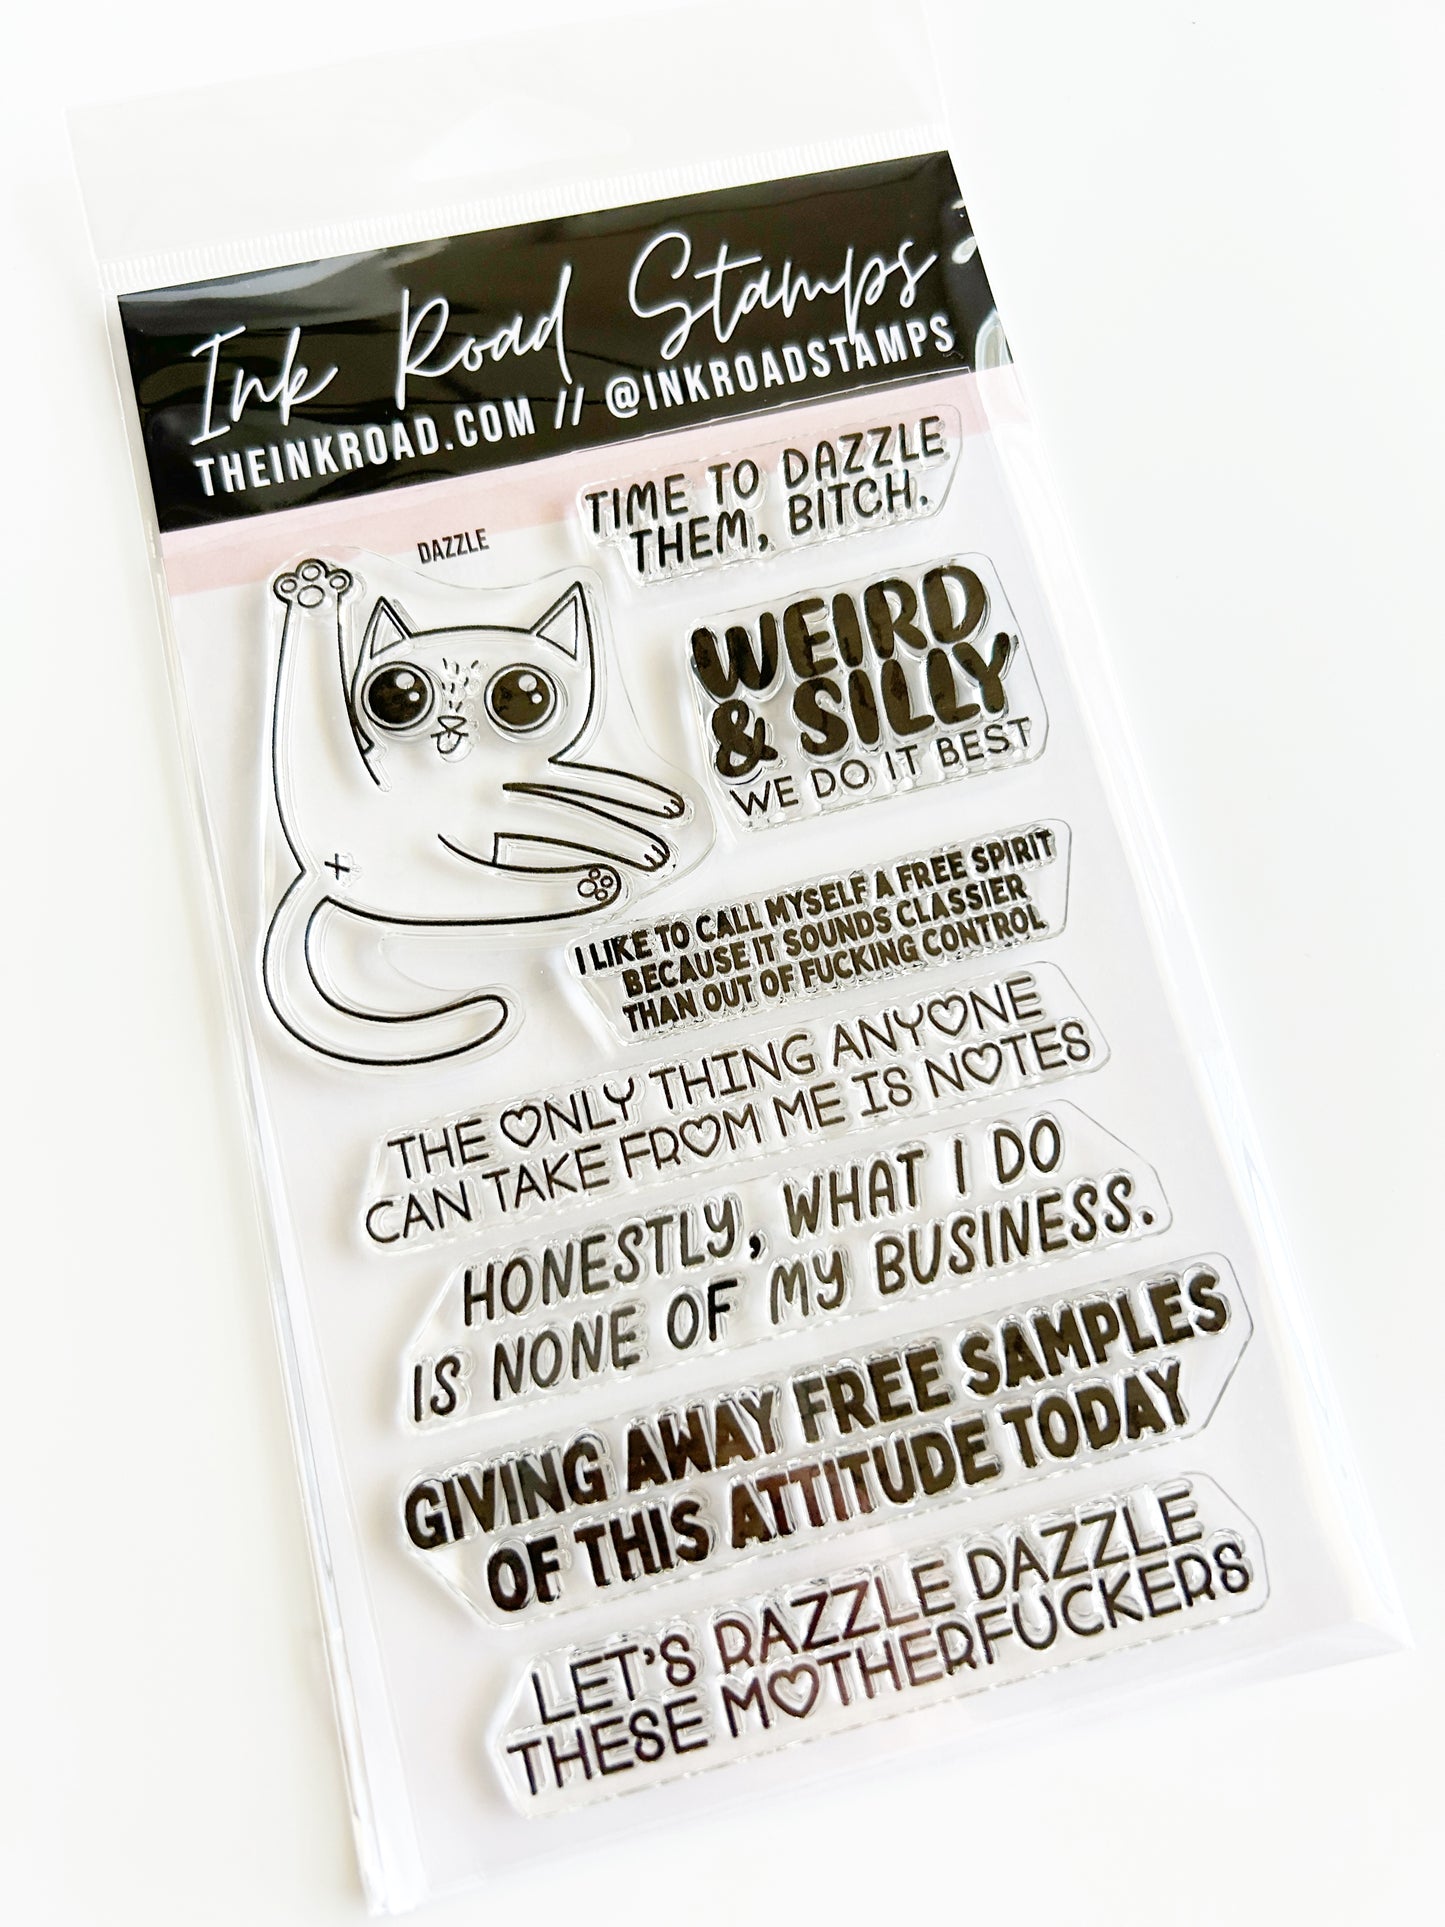 Ink Road Stamps
THEINKROAD.COM // @INKROADSTAMPS
DAZZLE
TIME TO DAZZLE
THEM, BITCH.
WEIRD
& SILLY
WE DO IT BEST
I LIKE TO CALL MYSELF A FREE SPIRIT
BECAUSE IT SOUNDS CLASSIER
THAN OUT OF FUCKING CONTROL
THE ONLY THING ANYONE
CAN TAKE FROM ME IS NOTES
HONESTLY, WHAT I DO
IS NONE OF MY BUSINESS.
GIVING AWAY FREE SAMPLES
OF THIS ATTITUDE TODAY
LET'S RAZZLE DAZZLE
THESE MOTHERFUCKERS